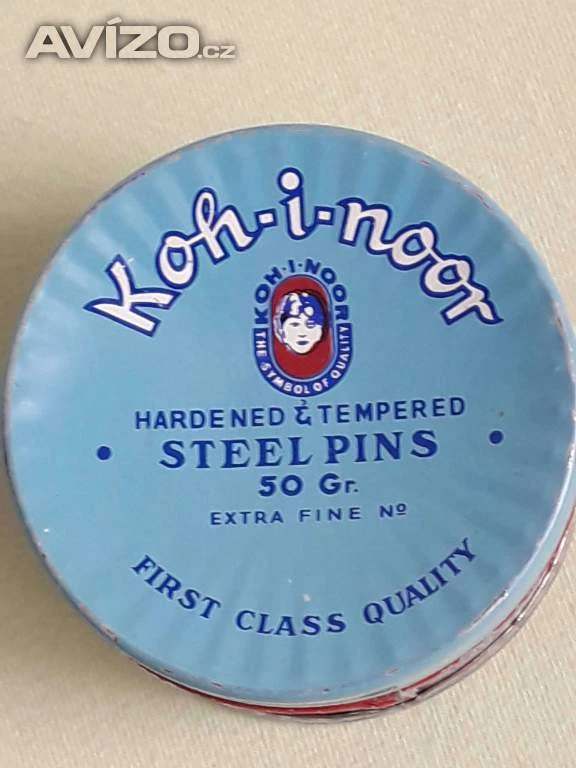 AVÍZO.cz
Koh-i-noor
KOH-I-NOOR
THE SYMBOL OF QUALITY
HARDENED & TEMPERED
• STEEL PINS •
50 Gr.
EXTRA FINE Nº
FIRST CLASS QUALITY